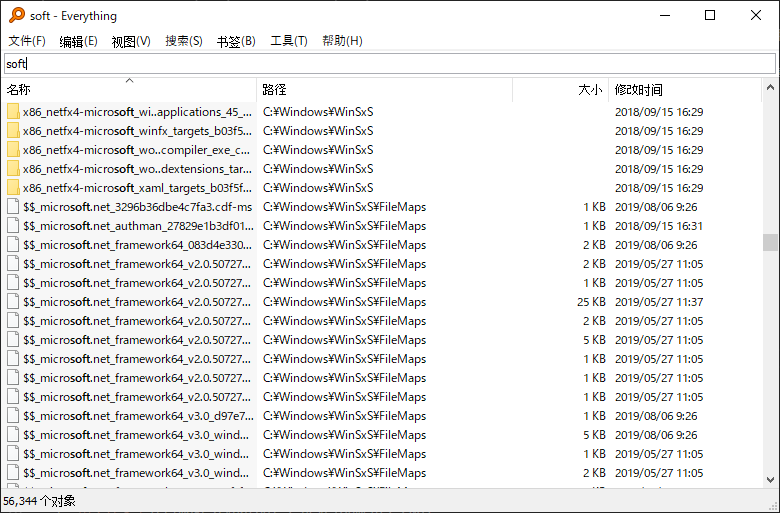 soft - Everything
文件(F) 编辑(E) 视图(V) 搜索(S) 书签(B) 工具(T) 帮助(H)
soft
名称 路径 大小 修改时间
x86_netfx4-microsoft_wi..applications_45_... C:¥Windows¥WinSxS 2018/09/15 16:29
x86_netfx4-microsoft_winfx_targets_b03f5... C:¥Windows¥WinSxS 2018/09/15 16:29
x86_netfx4-microsoft_wo..compiler_exe_c... C:¥Windows¥WinSxS 2018/09/15 16:29
x86_netfx4-microsoft_wo..dextensions_tar... C:¥Windows¥WinSxS 2018/09/15 16:29
x86_netfx4-microsoft_xaml_targets_b03f5f... C:¥Windows¥WinSxS 2018/09/15 16:29
$$_microsoft.net_3296b36dbe4c7fa3.cdf-ms C:¥Windows¥WinSxS¥FileMaps 1 KB 2019/08/06 9:26
$$_microsoft.net_authman_27829e1b3df01... C:¥Windows¥WinSxS¥FileMaps 1 KB 2018/09/15 16:31
$$_microsoft.net_framework64_083d4e330... C:¥Windows¥WinSxS¥FileMaps 2 KB 2019/08/06 9:26
$$_microsoft.net_framework64_v2.0.50727... C:¥Windows¥WinSxS¥FileMaps 2 KB 2019/05/27 11:05
$$_microsoft.net_framework64_v2.0.50727... C:¥Windows¥WinSxS¥FileMaps 1 KB 2019/05/27 11:05
$$_microsoft.net_framework64_v2.0.50727... C:¥Windows¥WinSxS¥FileMaps 25 KB 2019/05/27 11:37
$$_microsoft.net_framework64_v2.0.50727... C:¥Windows¥WinSxS¥FileMaps 2 KB 2019/05/27 11:05
$$_microsoft.net_framework64_v2.0.50727... C:¥Windows¥WinSxS¥FileMaps 5 KB 2019/05/27 11:05
$$_microsoft.net_framework64_v2.0.50727... C:¥Windows¥WinSxS¥FileMaps 1 KB 2019/05/27 11:05
$$_microsoft.net_framework64_v2.0.50727... C:¥Windows¥WinSxS¥FileMaps 1 KB 2019/05/27 11:05
$$_microsoft.net_framework64_v2.0.50727... C:¥Windows¥WinSxS¥FileMaps 1 KB 2019/05/27 11:05
$$_microsoft.net_framework64_v3.0_d97e7... C:¥Windows¥WinSxS¥FileMaps 1 KB 2019/08/06 9:26
$$_microsoft.net_framework64_v3.0_wind... C:¥Windows¥WinSxS¥FileMaps 5 KB 2019/08/06 9:26
$$_microsoft.net_framework64_v3.0_wind... C:¥Windows¥WinSxS¥FileMaps 1 KB 2019/05/27 11:05
$$_microsoft.net_framework64_v3.0_wind... C:¥Windows¥WinSxS¥FileMaps 2 KB 2019/05/27 11:05
56,344 个对象